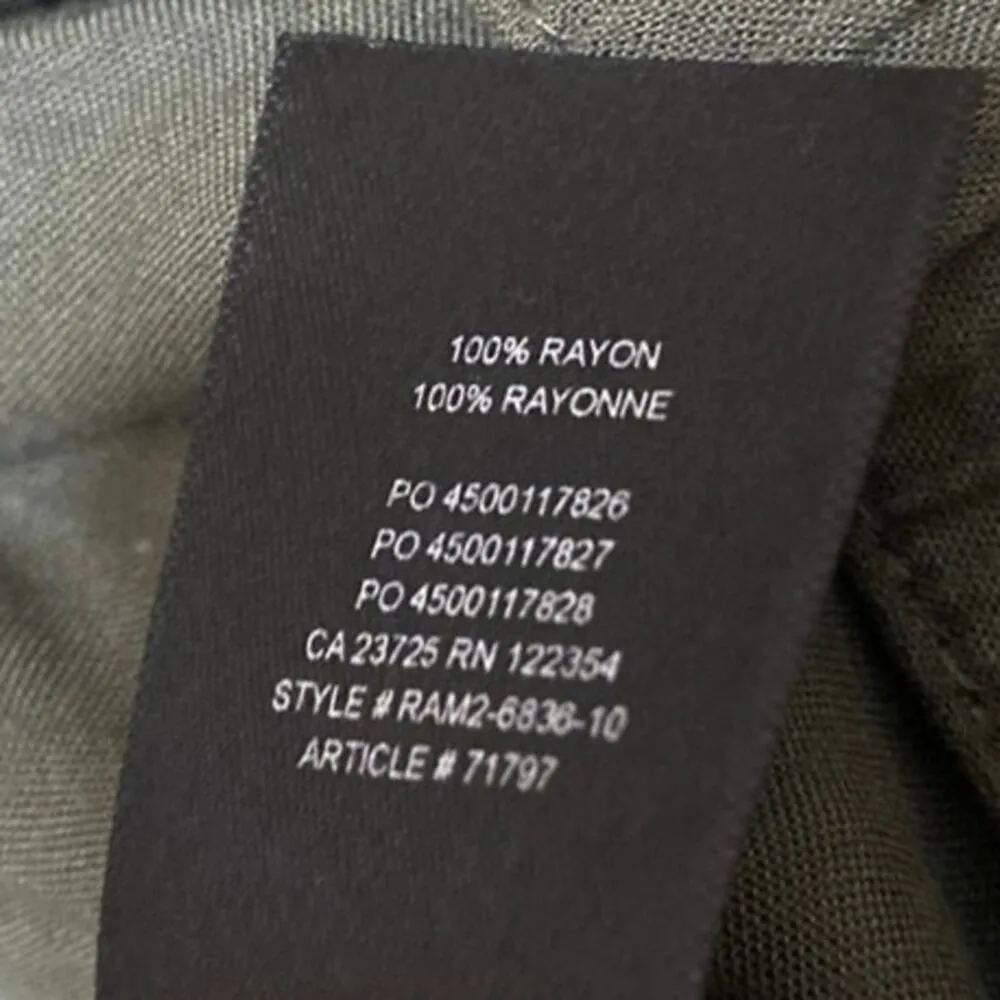 100% RAYON
100% RAYONNE
PO 4500117826
PO 4500117827
PO 4500117828
CA 23725 RN 122354
STYLE # RAM2-6836-10
ARTICLE # 71797